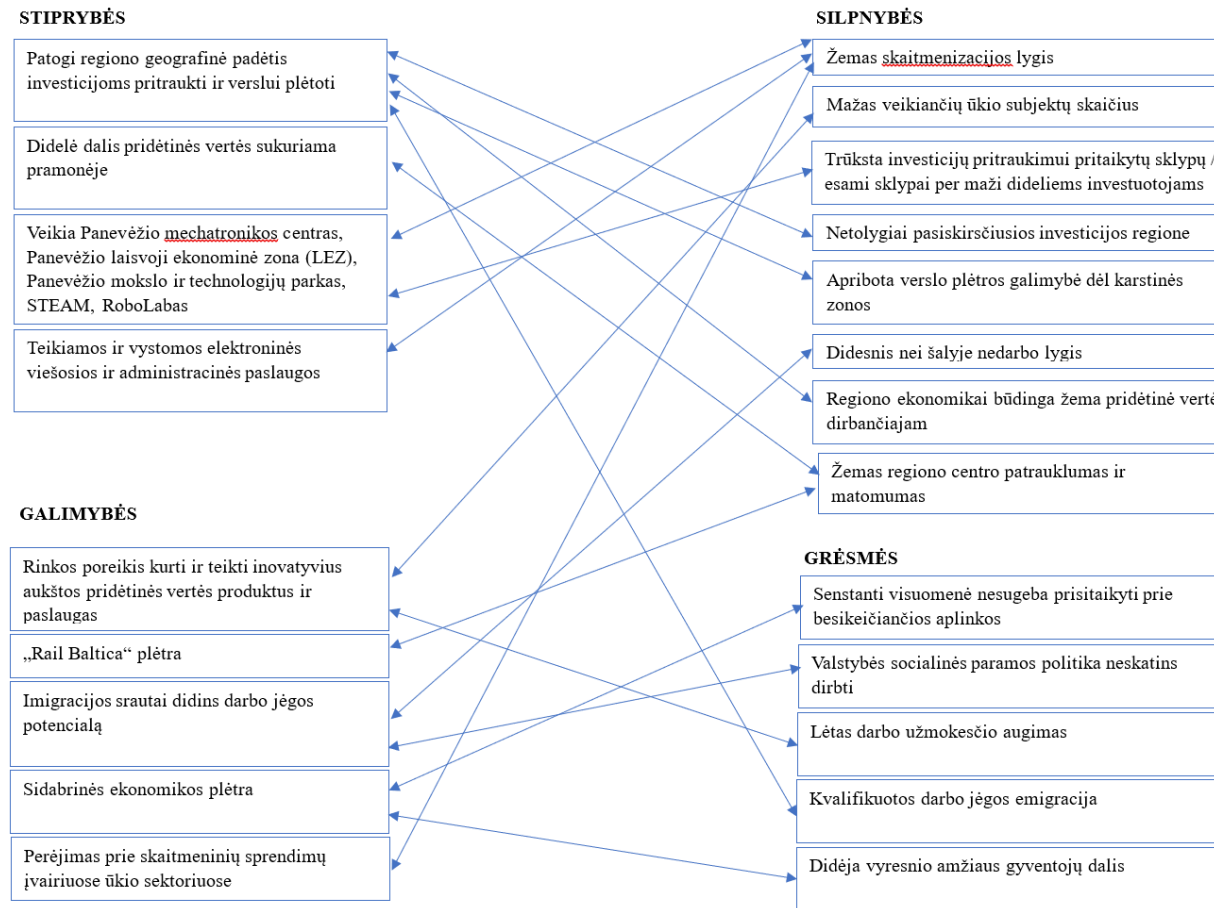 STIPRYBĖS
Patogi regiono geografinė padėtis
investicijoms pritraukti ir verslui plėtoti
Didelė dalis pridėtinės vertės sukuriama
pramonėje
Veikia Panevėžio mechatronikos centras,
Panevėžio laisvoji ekonominė zona (LEZ),
Panevėžio mokslo ir technologijų parkas,
STEAM, RoboLabas
Teikiamos ir vystomos elektroninės
viešosios ir administracinės paslaugos
GALIMYBĖS
Rinkos poreikis kurti ir teikti inovatyvius
aukštos pridėtinės vertės produktus ir
paslaugas
„Rail Baltica“ plėtra
Imigracijos srautai didins darbo jėgos
potencialą
Sidabrinės ekonomikos plėtra
Perėjimas prie skaitmeninių sprendimų
įvairiuose ūkio sektoriuose
SILPNYBĖS
Žemas skaitmenizacijos lygis
Mažas veikiančių ūkio subjektų skaičius
Trūksta investicijų pritraukimui pritaikytų sklypų /
esami sklypai per maži dideliems investuotojams
Netolygiai pasiskirsčiusios investicijos regione
Apribota verslo plėtros galimybė dėl karstinės
zonos
Didesnis nei šalyje nedarbo lygis
Regiono ekonomikai būdinga žema pridėtinė vertė
dirbančiajam
Žemas regiono centro patrauklumas ir
matomumas
GRĖSMĖS
Senstanti visuomenė nesugeba prisitaikyti prie
besikeičiančios aplinkos
Valstybės socialinės paramos politika neskatins
dirbti
Lėtas darbo užmokesčio augimas
Kvalifikuotos darbo jėgos emigracija
Didėja vyresnio amžiaus gyventojų dalis